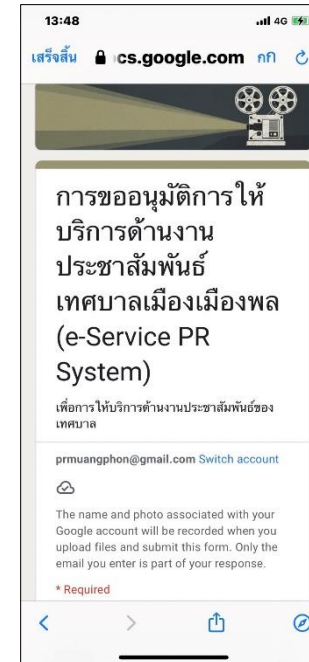 13:48
4G
เสร็จสิ้น
cs.google.com
กก
การขออนุมัติการให้
บริการด้านงาน
ประชาสัมพันธ์
เทศบาลเมืองเมืองพล
(e-Service PR
System)
เพื่อการให้บริการด้านงานประชาสัมพันธ์ของ
เทศบาล
prmuangphon@gmail.com Switch account
The name and photo associated with your
Google account will be recorded when you
upload files and submit this form. Only the
email you enter is part of your response.
* Required